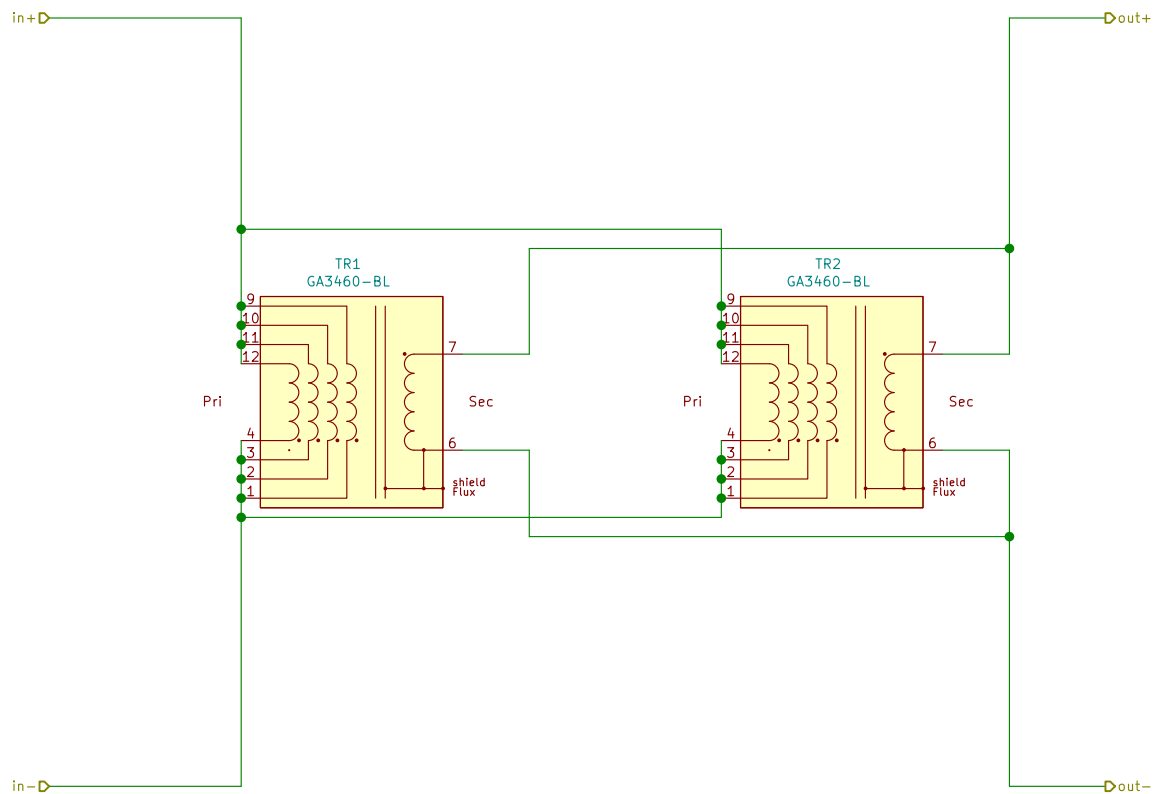 in+
out+
TR1
GA3460-BL
TR2
GA3460-BL
9
10
11
12
7
9
10
11
12
7
Pri
Sec
Pri
Sec
4
3
2
1
6
shield
Flux
4
3
2
1
6
shield
Flux
in-
out-